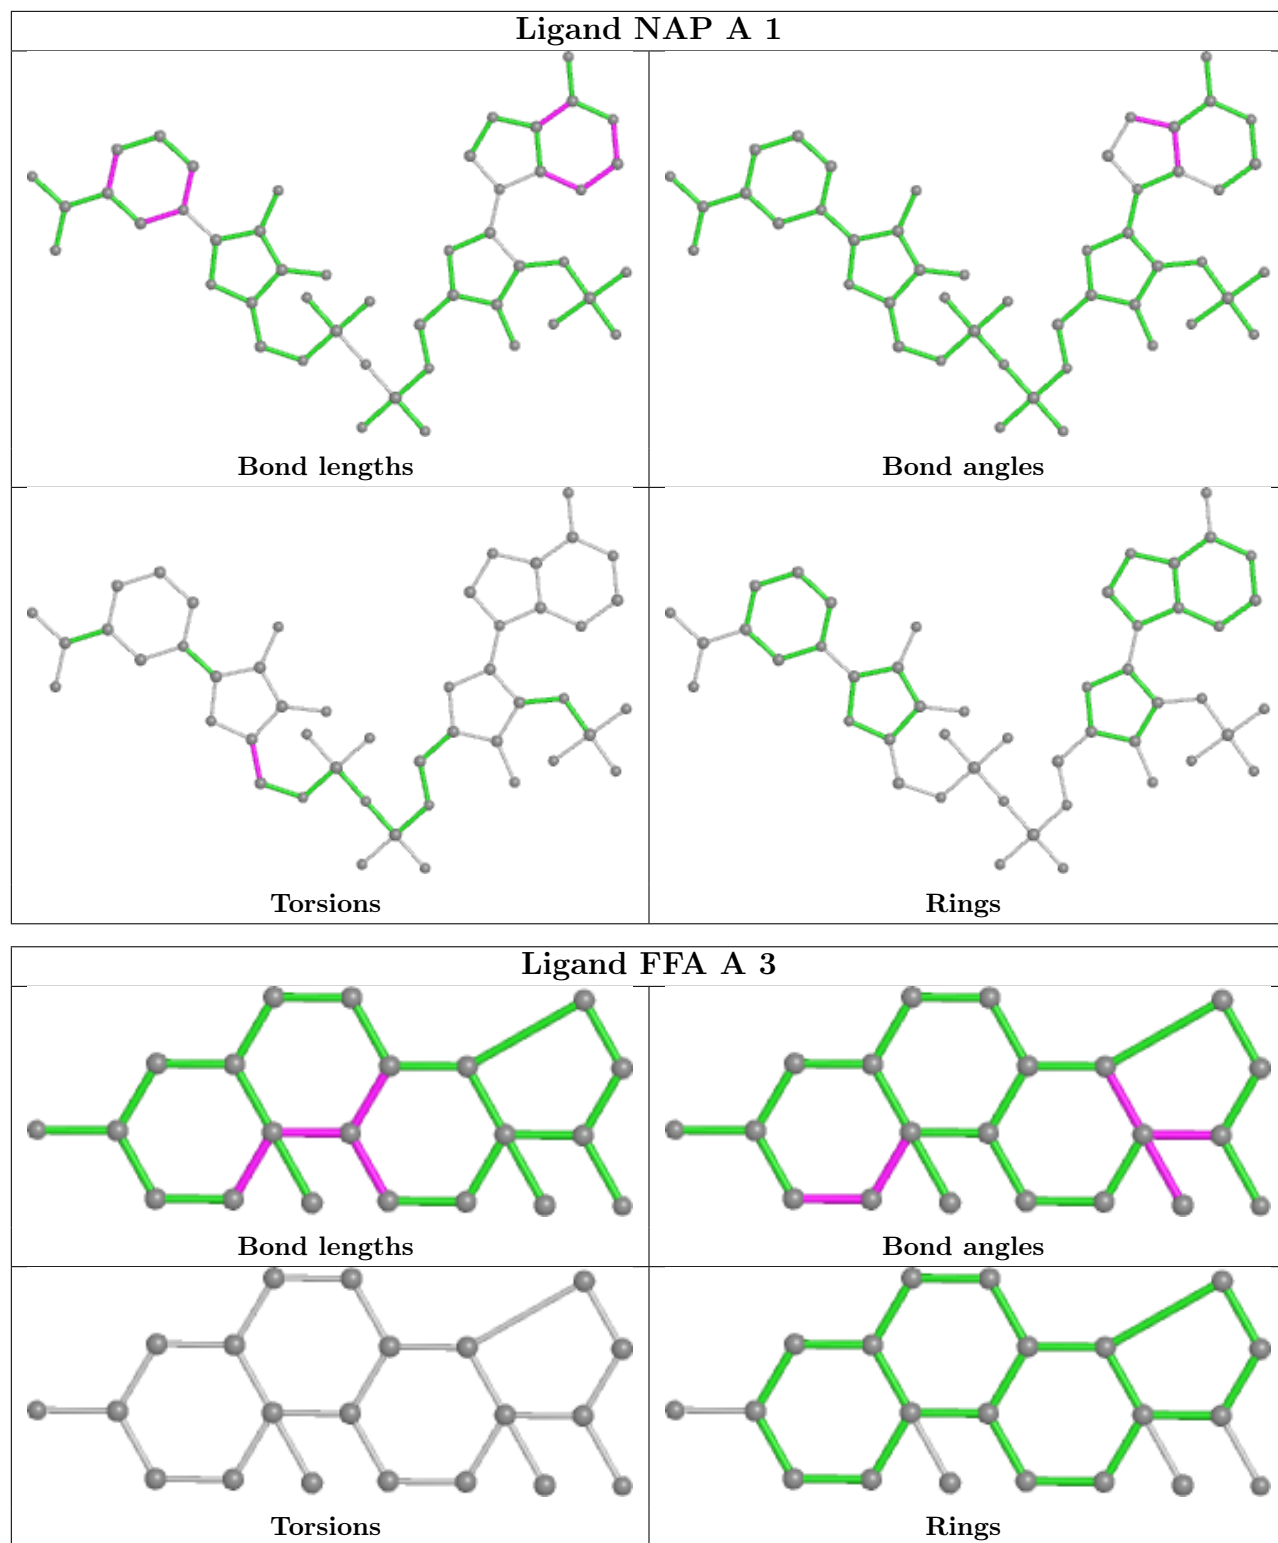 Ligand NAP A 1
Bond lengths
Bond angles
Torsions
Rings
Ligand FFA A 3
Bond lengths
Bond angles
Torsions
Rings